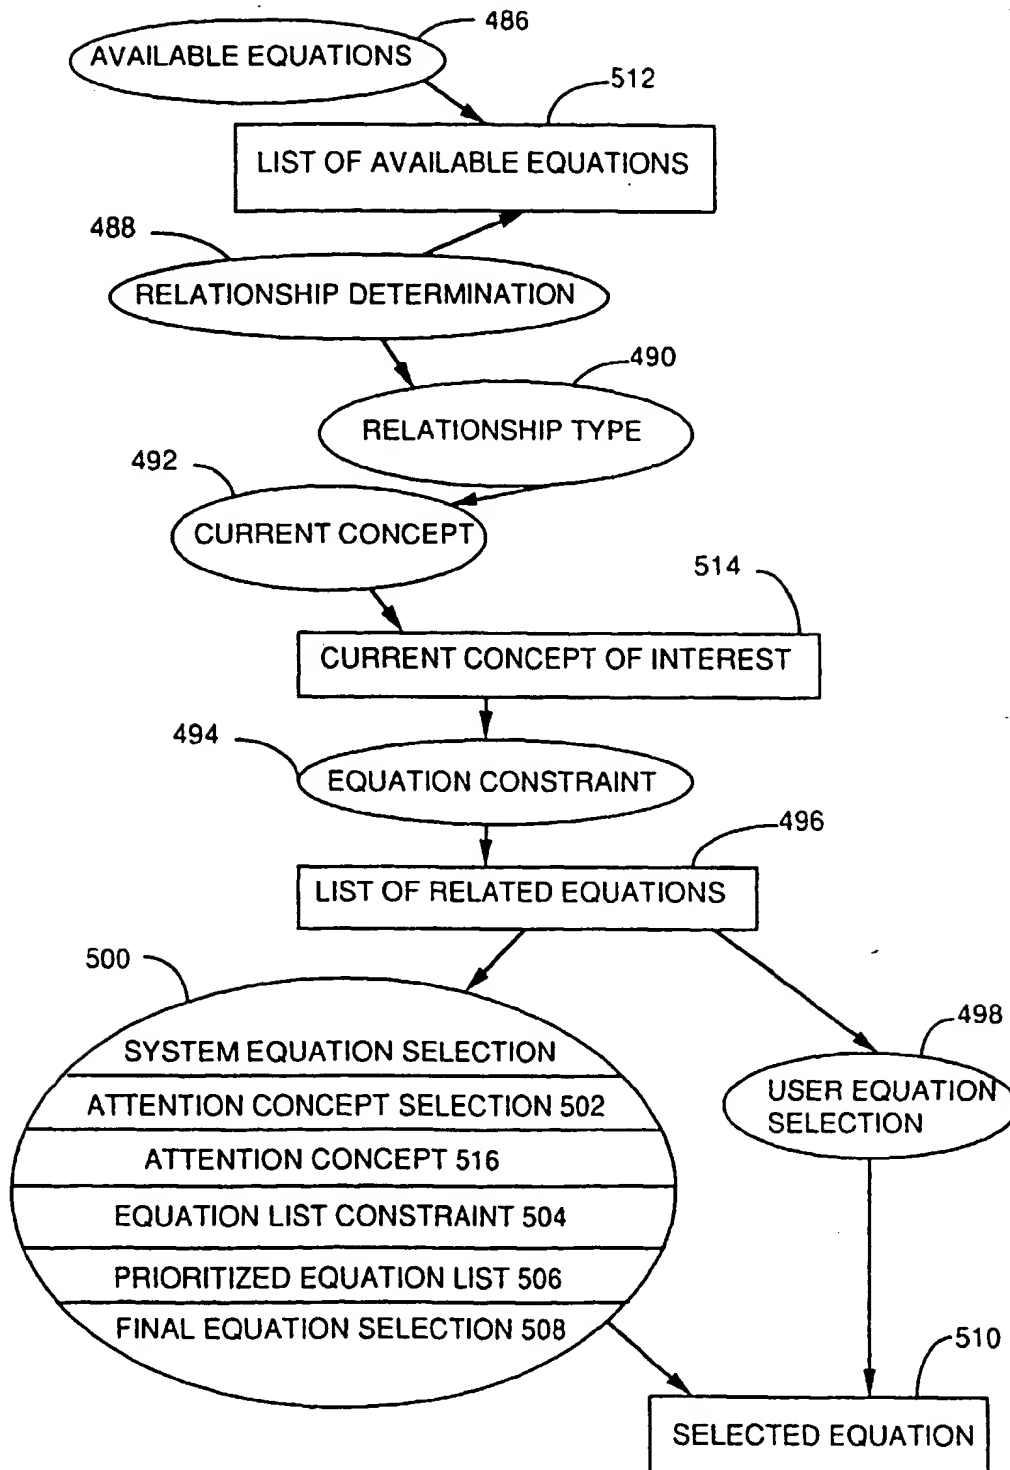 486
AVAILABLE EQUATIONS
512
LIST OF AVAILABLE EQUATIONS
488
RELATIONSHIP DETERMINATION
490
RELATIONSHIP TYPE
492
CURRENT CONCEPT
514
CURRENT CONCEPT OF INTEREST
494
EQUATION CONSTRAINT
496
LIST OF RELATED EQUATIONS
500
SYSTEM EQUATION SELECTION
ATTENTION CONCEPT SELECTION 502
ATTENTION CONCEPT 516
EQUATION LIST CONSTRAINT 504
PRIORITIZED EQUATION LIST 506
FINAL EQUATION SELECTION 508
498
USER EQUATION
SELECTION
510
SELECTED EQUATION